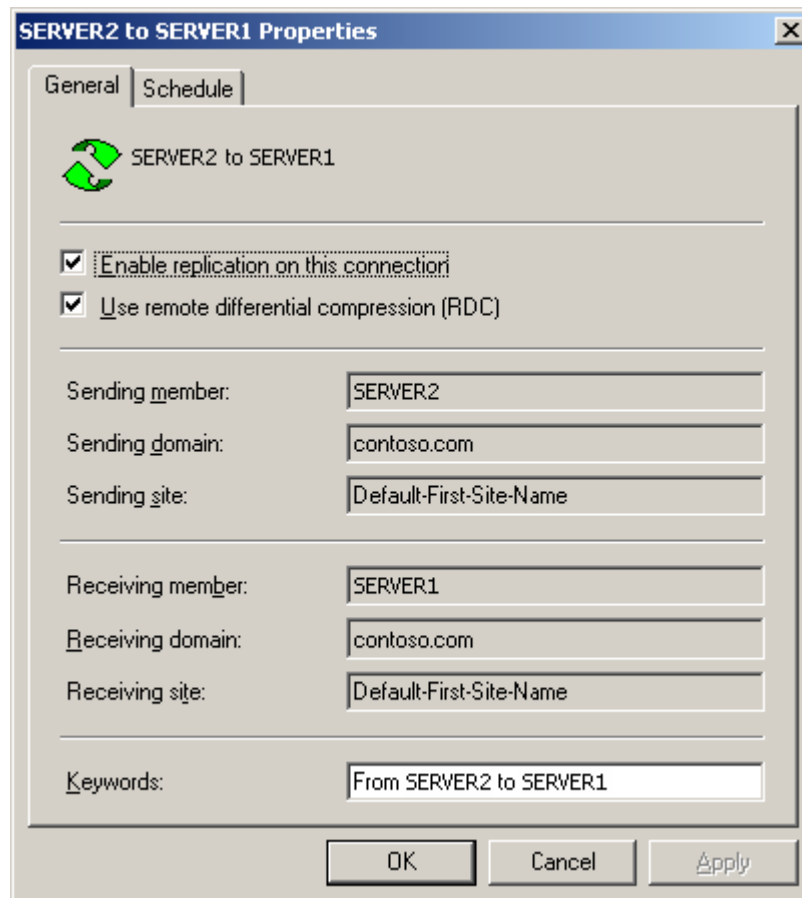 SERVER2 to SERVER1 Properties
General Schedule
SERVER2 to SERVER1
Enable replication on this connection
Use remote differential compression (RDC)
Sending member: SERVER2
Sending domain: contoso.com
Sending site: Default-First-Site-Name
Receiving member: SERVER1
Receiving domain: contoso.com
Receiving site: Default-First-Site-Name
Keywords: From SERVER2 to SERVER1
OK Cancel Apply